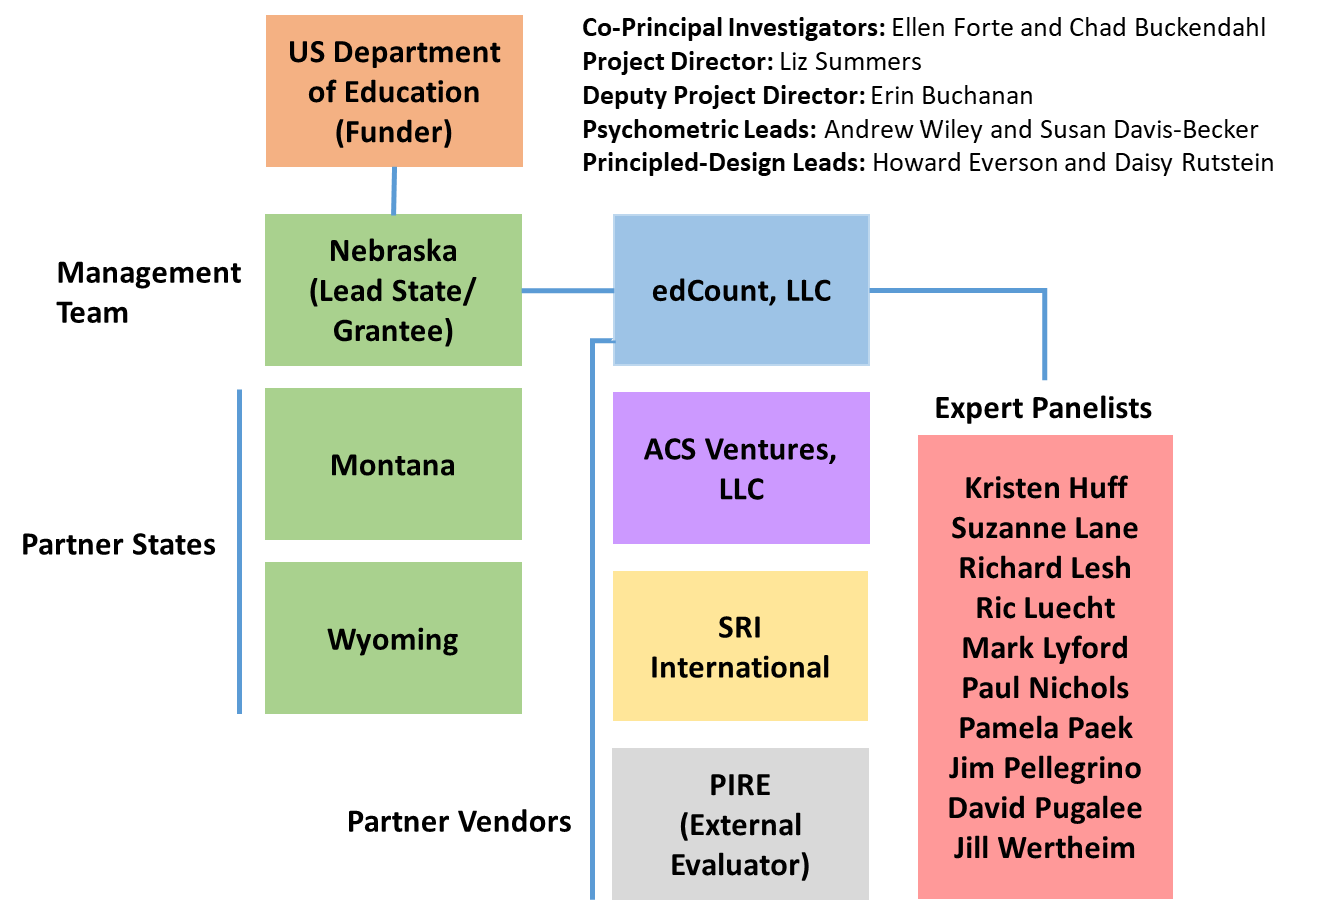 US Department
of Education
(Funder)
Co-Principal Investigators: Ellen Forte and Chad Buckendahl
Project Director: Liz Summers
Deputy Project Director: Erin Buchanan
Psychometric Leads: Andrew Wiley and Susan Davis-Becker
Principled-Design Leads: Howard Everson and Daisy Rutstein
Management
Team
Nebraska
(Lead State/
Grantee)
edCount, LLC
Partner States
Montana
Wyoming
ACS Ventures,
LLC
SRI
International
Partner Vendors
PIRE
(External
Evaluator)
Expert Panelists
Kristen Huff
Suzanne Lane
Richard Lesh
Ric Luecht
Mark Lyford
Paul Nichols
Pamela Paek
Jim Pellegrino
David Pugalee
Jill Wertheim